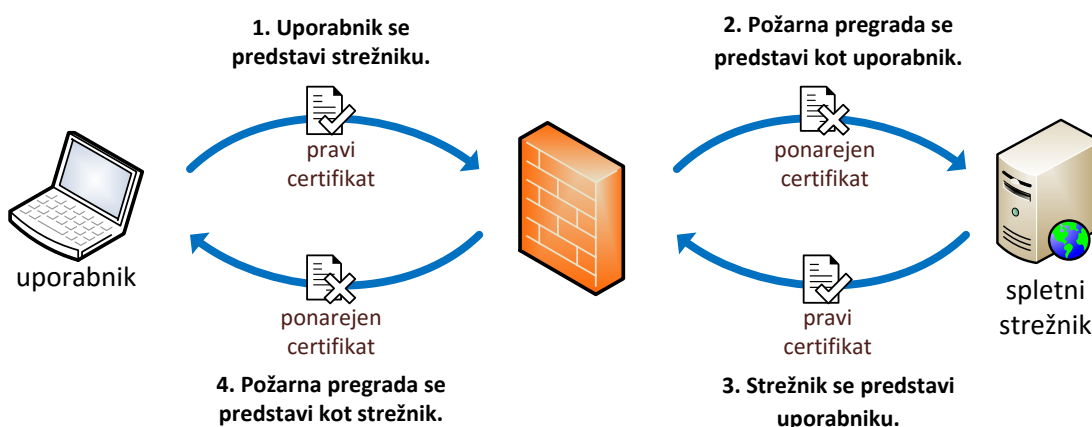 1. Uporabnik se
predstavi strežniku.
2. Požarna pregrada se
predstavi kot uporabnik.
pravi
certifikat
ponarejen
certifikat
uporabnik
ponarejen
certifikat
pravi
certifikat
spletni
strežnik
4. Požarna pregrada se
predstavi kot strežnik.
3. Strežnik se predstavi
uporabniku.